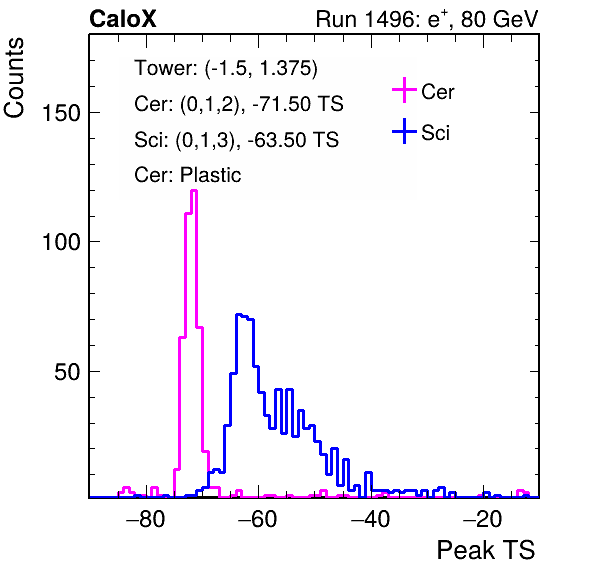 CaloX Run 1496: e⁺, 80 GeV
Counts
Tower: (-1.5, 1.375)
Cer: (0,1,2), -71.50 TS
Sci: (0,1,3), -63.50 TS
Cer: Plastic
Cer
Sci
150
100
50
−80 −60 −40 −20
Peak TS